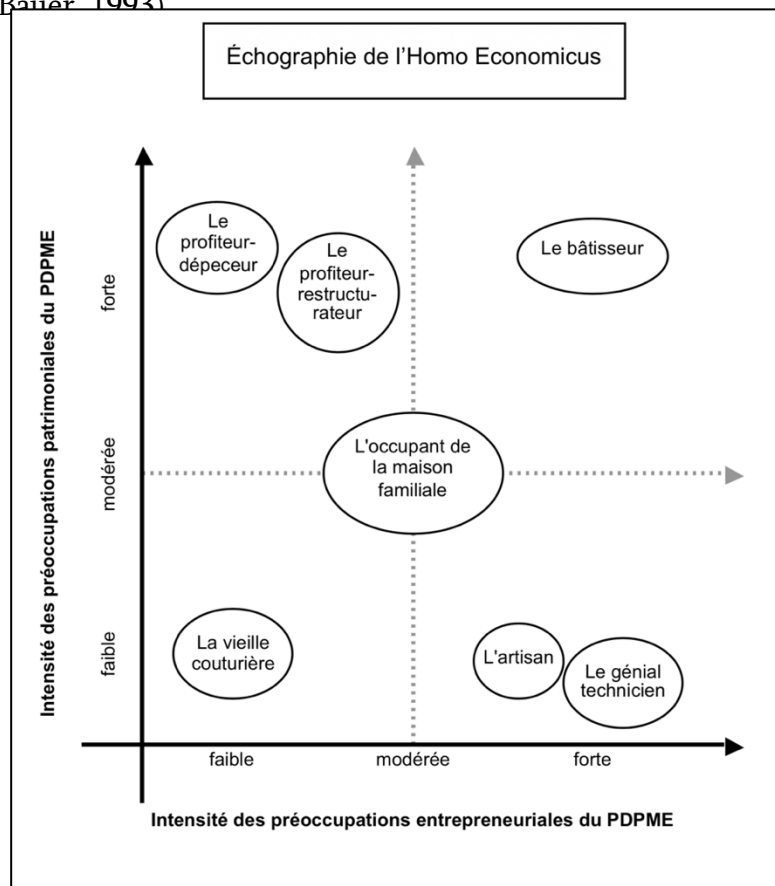 Bauer, 1993)
Échographie de l'Homo Economicus
Intensité des préoccupations patrimoniales du PDPME
forte
modérée
faible
Le
profiteur-
dépeceur
Le
profiteur-
restructu-
rateur
Le bâtisseur
L'occupant de
la maison
familiale
La vieille
couturière
L'artisan
Le génial
technicien
faible
modérée
forte
Intensité des préoccupations entrepreneuriales du PDPME